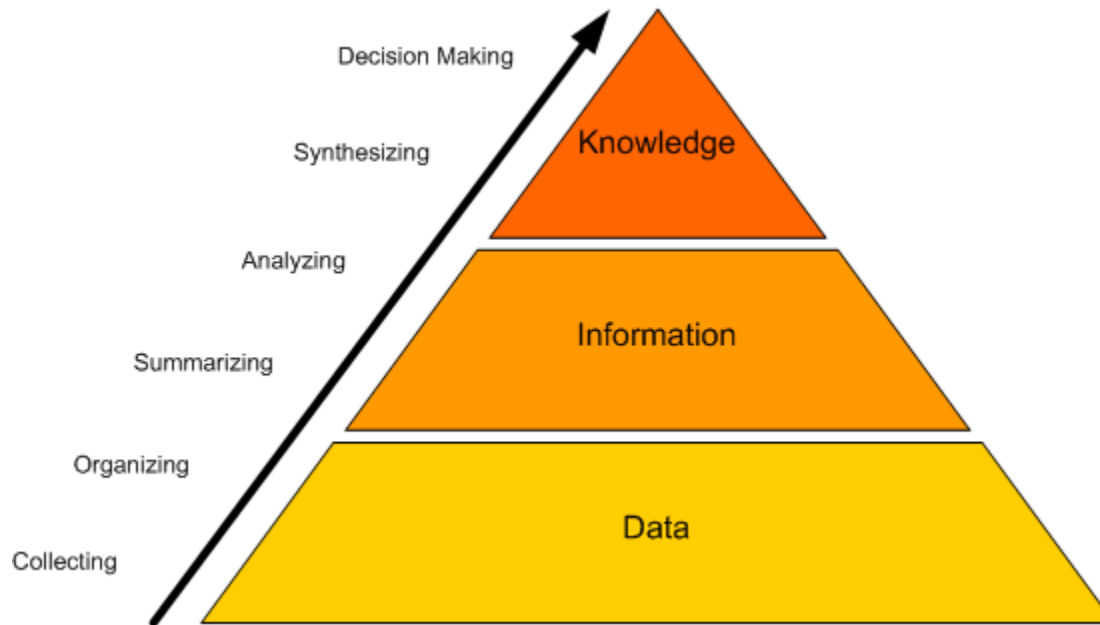 Decision Making
Synthesizing
Knowledge
Analyzing
Information
Summarizing
Organizing
Data
Collecting